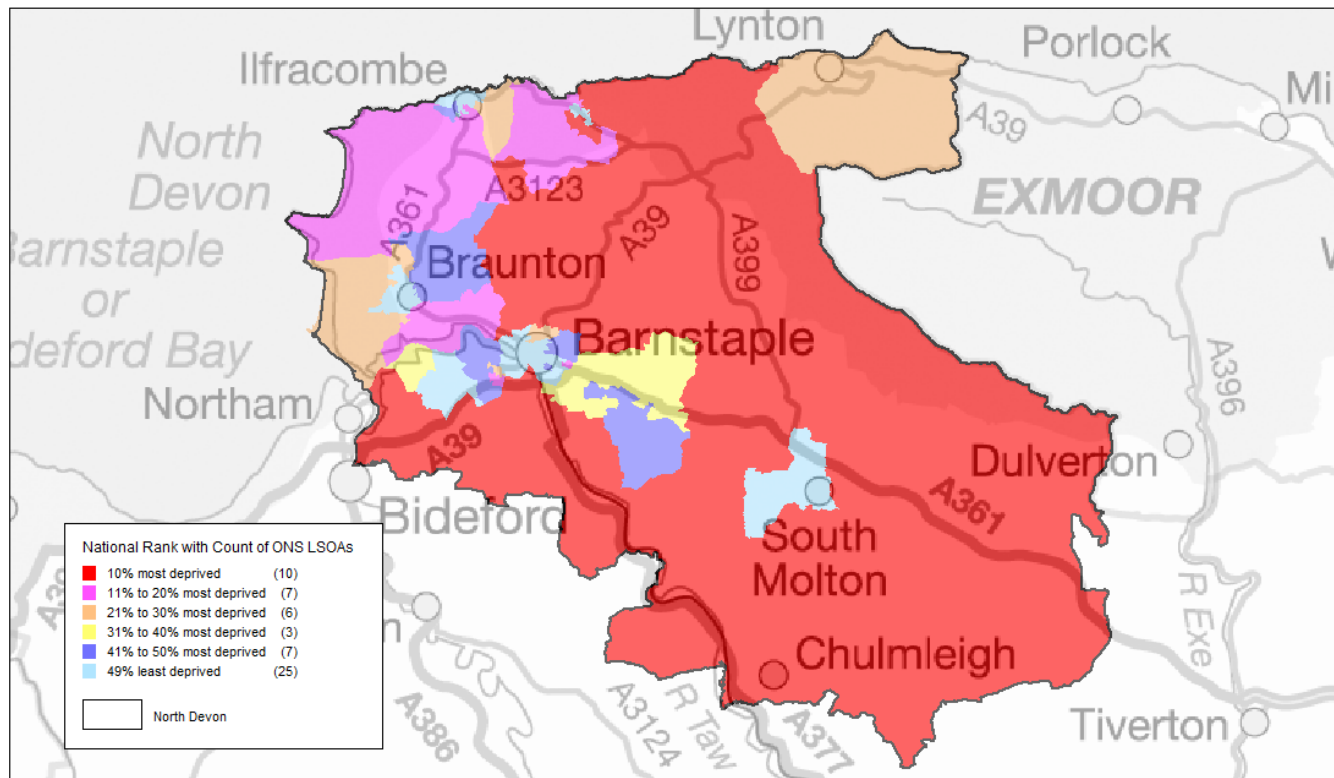 Lynton
Porlock
Ilfracombe
Mi
A39
North
Devon
EXMOOR
A3123
A361
A39
A399
Barnstaple
or
deford Bay
Braunton
Barnstaple
A396
Northam
A39
Dulverton
A361
Bideford
South
Molton
R Exe
National Rank with Count of ONS LSOAs
10% most deprived (10)
11% to 20% most deprived (7)
21% to 30% most deprived (6)
31% to 40% most deprived (3)
41% to 50% most deprived (7)
49% least deprived (25)
North Devon
Chulmleigh
R Taw
A3124
A386
A377
Tiverton